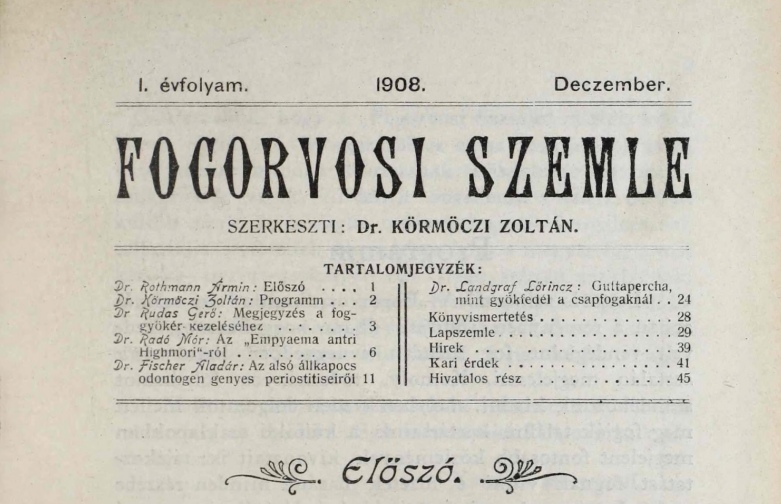 I. évfolyam. 1908. Deczember.
FOGORVOSI SZEMLE
SZERKESZTI: Dr. KÖRMÖCZI ZOLTÁN.
TARTALOMJEGYZÉK:
Dr. Rothmann Ármin: Előszó .... 1
Dr. Körmöczi Zoltán: Programm .. 2
Dr Rudas Gerő: Megjegyzés a fog-
gyökér-kezeléséhez ........ 3
Dr. Radó Mór: Az „Empyaema antri
Highmori“-ról ........... 6
Dr. Fischer Aladár: Az alsó állkapocs
odontogen genyes periostitiseiről 11
Dr. Landgraf Lőrincz: Guttapercha,
mint gyökfedél a csapfogaknál .. 24
Könyvismertetés .......... 28
Lapszemle ............. 29
Hirek ............... 39
Kari érdek ............. 41
Hivatalos rész ........... 45
Előszó.